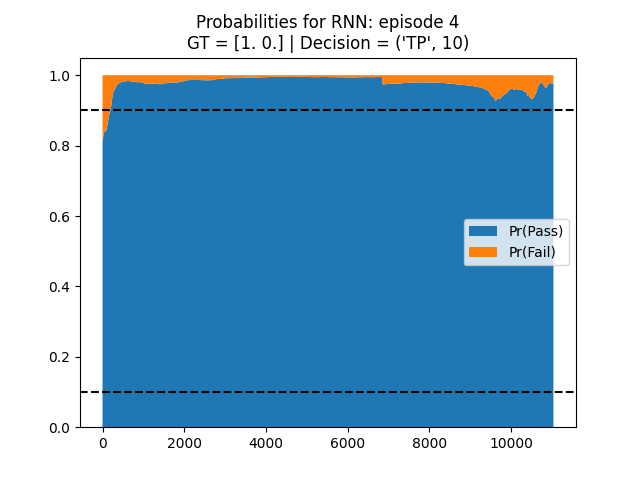 Probabilities for RNN: episode 4
GT = [1. 0.] | Decision = ('TP', 10)
1.0
0.8
0.6
0.4
0.2
0.0
Pr(Pass)
Pr(Fail)
0 2000 4000 6000 8000 10000